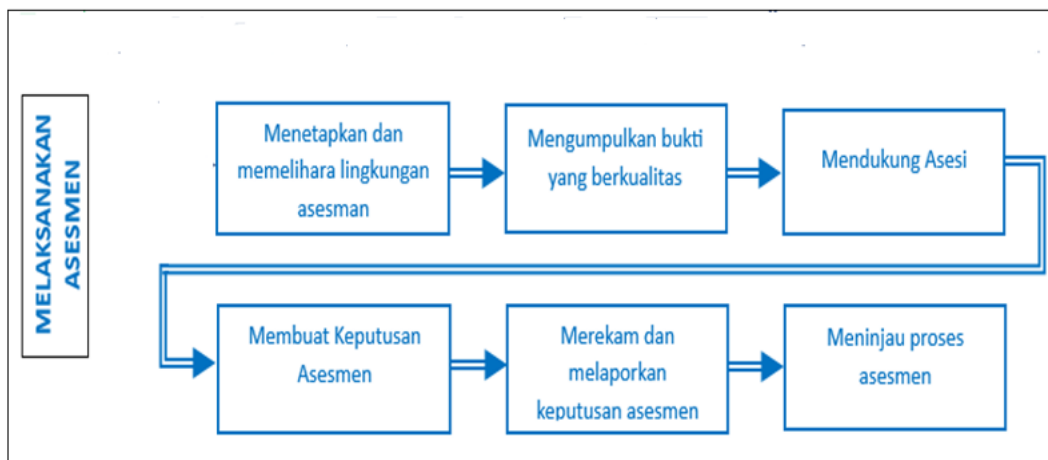 MELAKSANAKAN
ASESMEN
Menetapkan dan
memelihara lingkungan
asesman
Mengumpulkan bukti
yang berkualitas
Mendukung Asesi
Membuat Keputusan
Asesmen
Merekam dan
melaporkan
keputusan asesmen
Meninjau proses
asesmen